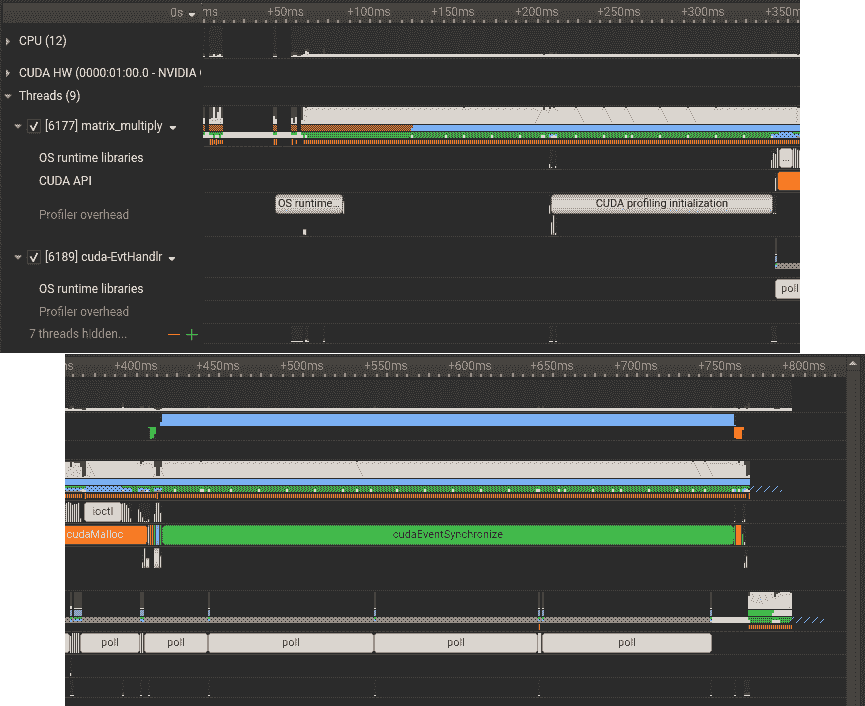 0s ms +50ms +100ms +150ms +200ms +250ms +300ms +350m
CPU (12)
CUDA HW (0000:01:00.0 - NVIDIA
Threads (9)
[6177] matrix_multiply
OS runtime libraries
...
CUDA API
Profiler overhead
OS runtime... CUDA profiling initialization
[6189] cuda-EvtHandlr
OS runtime libraries
poll
Profiler overhead
7 threads hidden... — +
ms +400ms +450ms +500ms +550ms +600ms +650ms +700ms +750ms +800ms
ioctl
cudaMalloc cudaEventSynchronize
poll poll poll poll poll